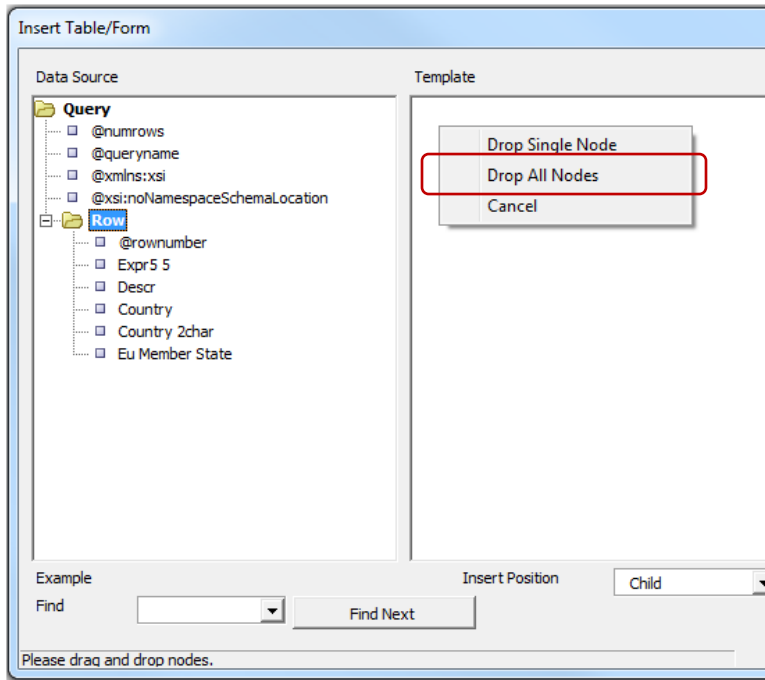 Insert Table/Form
Data Source
Template
Query
@numrows
@queryname
@xmlns:xsi
@xsi:noNamespaceSchemaLocation
Row
@rownumber
Expr5 5
Descr
Country
Country 2char
Eu Member State
Drop Single Node
Drop All Nodes
Cancel
Example
Insert Position
Child
Find
Find Next
Please drag and drop nodes.